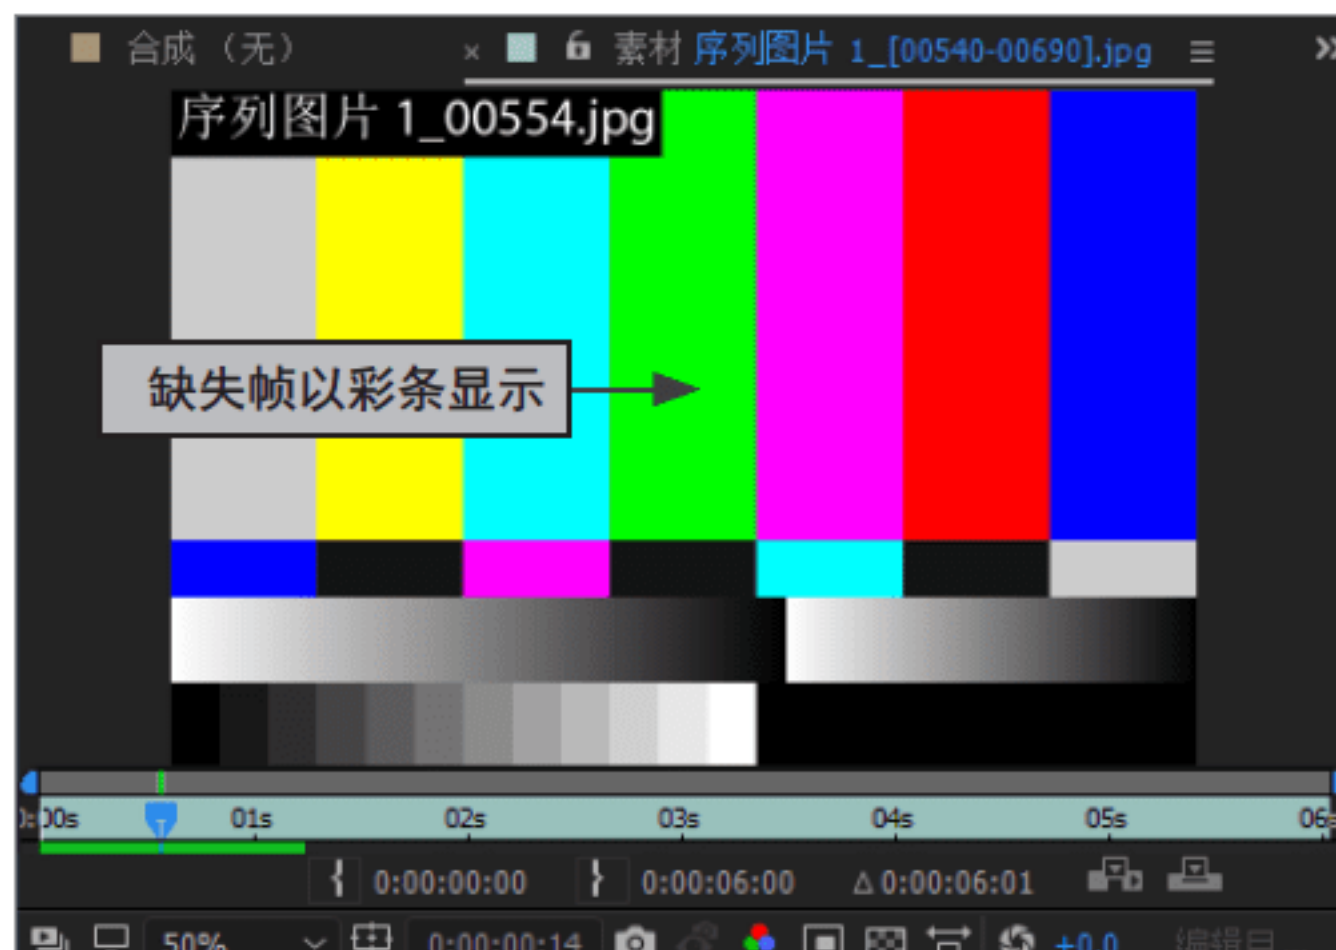 合成 （无）
× 素材 序列图片 1_[00540-00690].jpg ≡ »
序列图片 1_00554.jpg
缺失帧以彩条显示
0:00s 01s 02s 03s 04s 05s 06s
{ 0:00:00:00 } 0:00:06:00 Δ 0:00:06:01
50% 0:00:00:14 +0.0